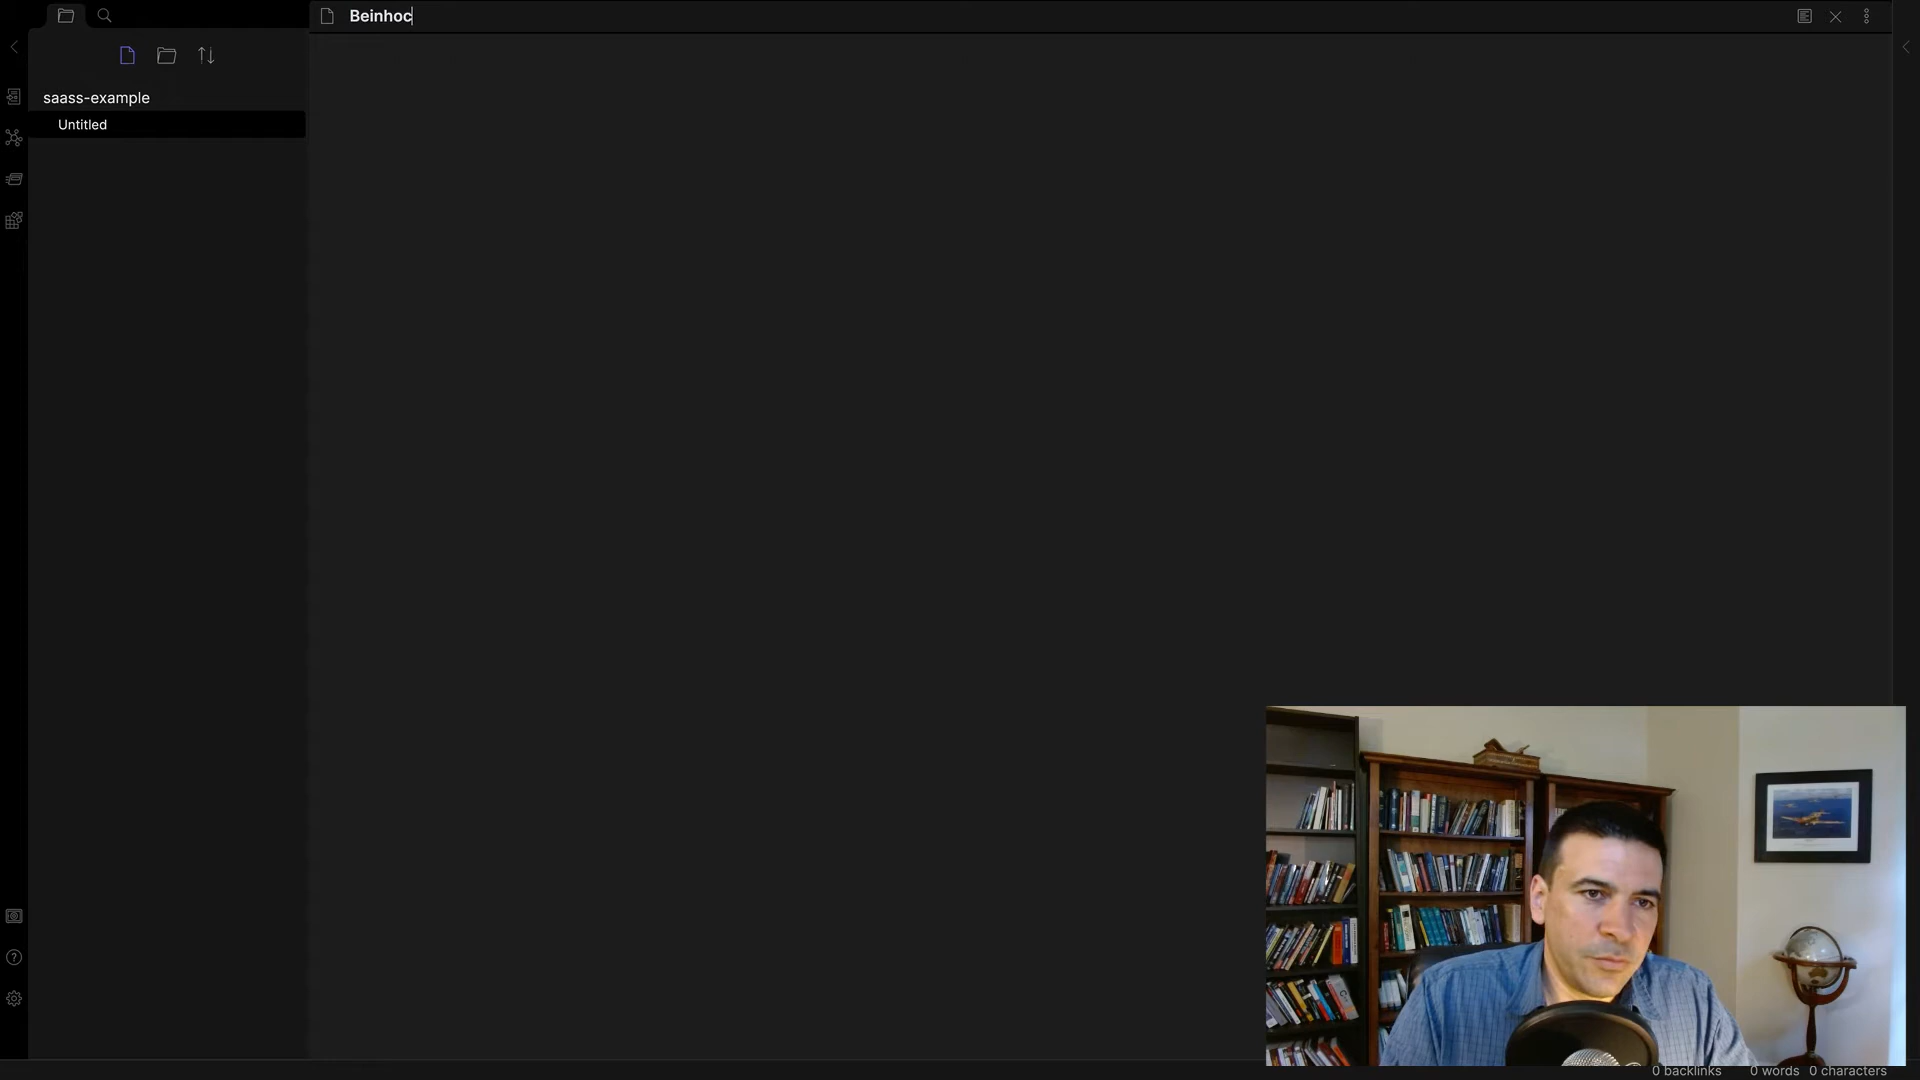 Beinhoc
saass-example
Untitled
0 backlinks
0 words
0 characters